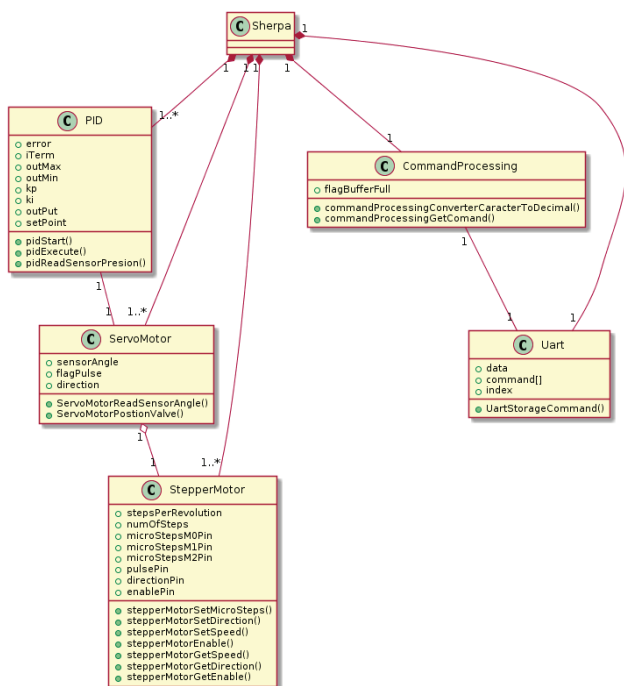 C Sherpa
1
1
1
1
1
1..*
C PID
error
iTerm
outMax
outMin
kp
ki
outPut
setPoint
pidStart()
pidExecute()
pidReadSensorPresion()
1
C CommandProcessing
flagBufferFull
commandProcessingConverterCaracterToDecimal()
commandProcessingGetComand()
1
1
1
1..*
1
1
C ServoMotor
sensorAngle
flagPulse
direction
ServoMotorReadSensorAngle()
ServoMotorPostionValve()
C Uart
data
command[]
index
UartStorageCommand()
1
1
1..*
C StepperMotor
stepsPerRevolution
numOfSteps
microStepsM0Pin
microStepsM1Pin
microStepsM2Pin
pulsePin
directionPin
enablePin
stepperMotorSetMicroSteps()
stepperMotorSetDirection()
stepperMotorSetSpeed()
stepperMotorEnable()
stepperMotorGetSpeed()
stepperMotorGetDirection()
stepperMotorGetEnable()